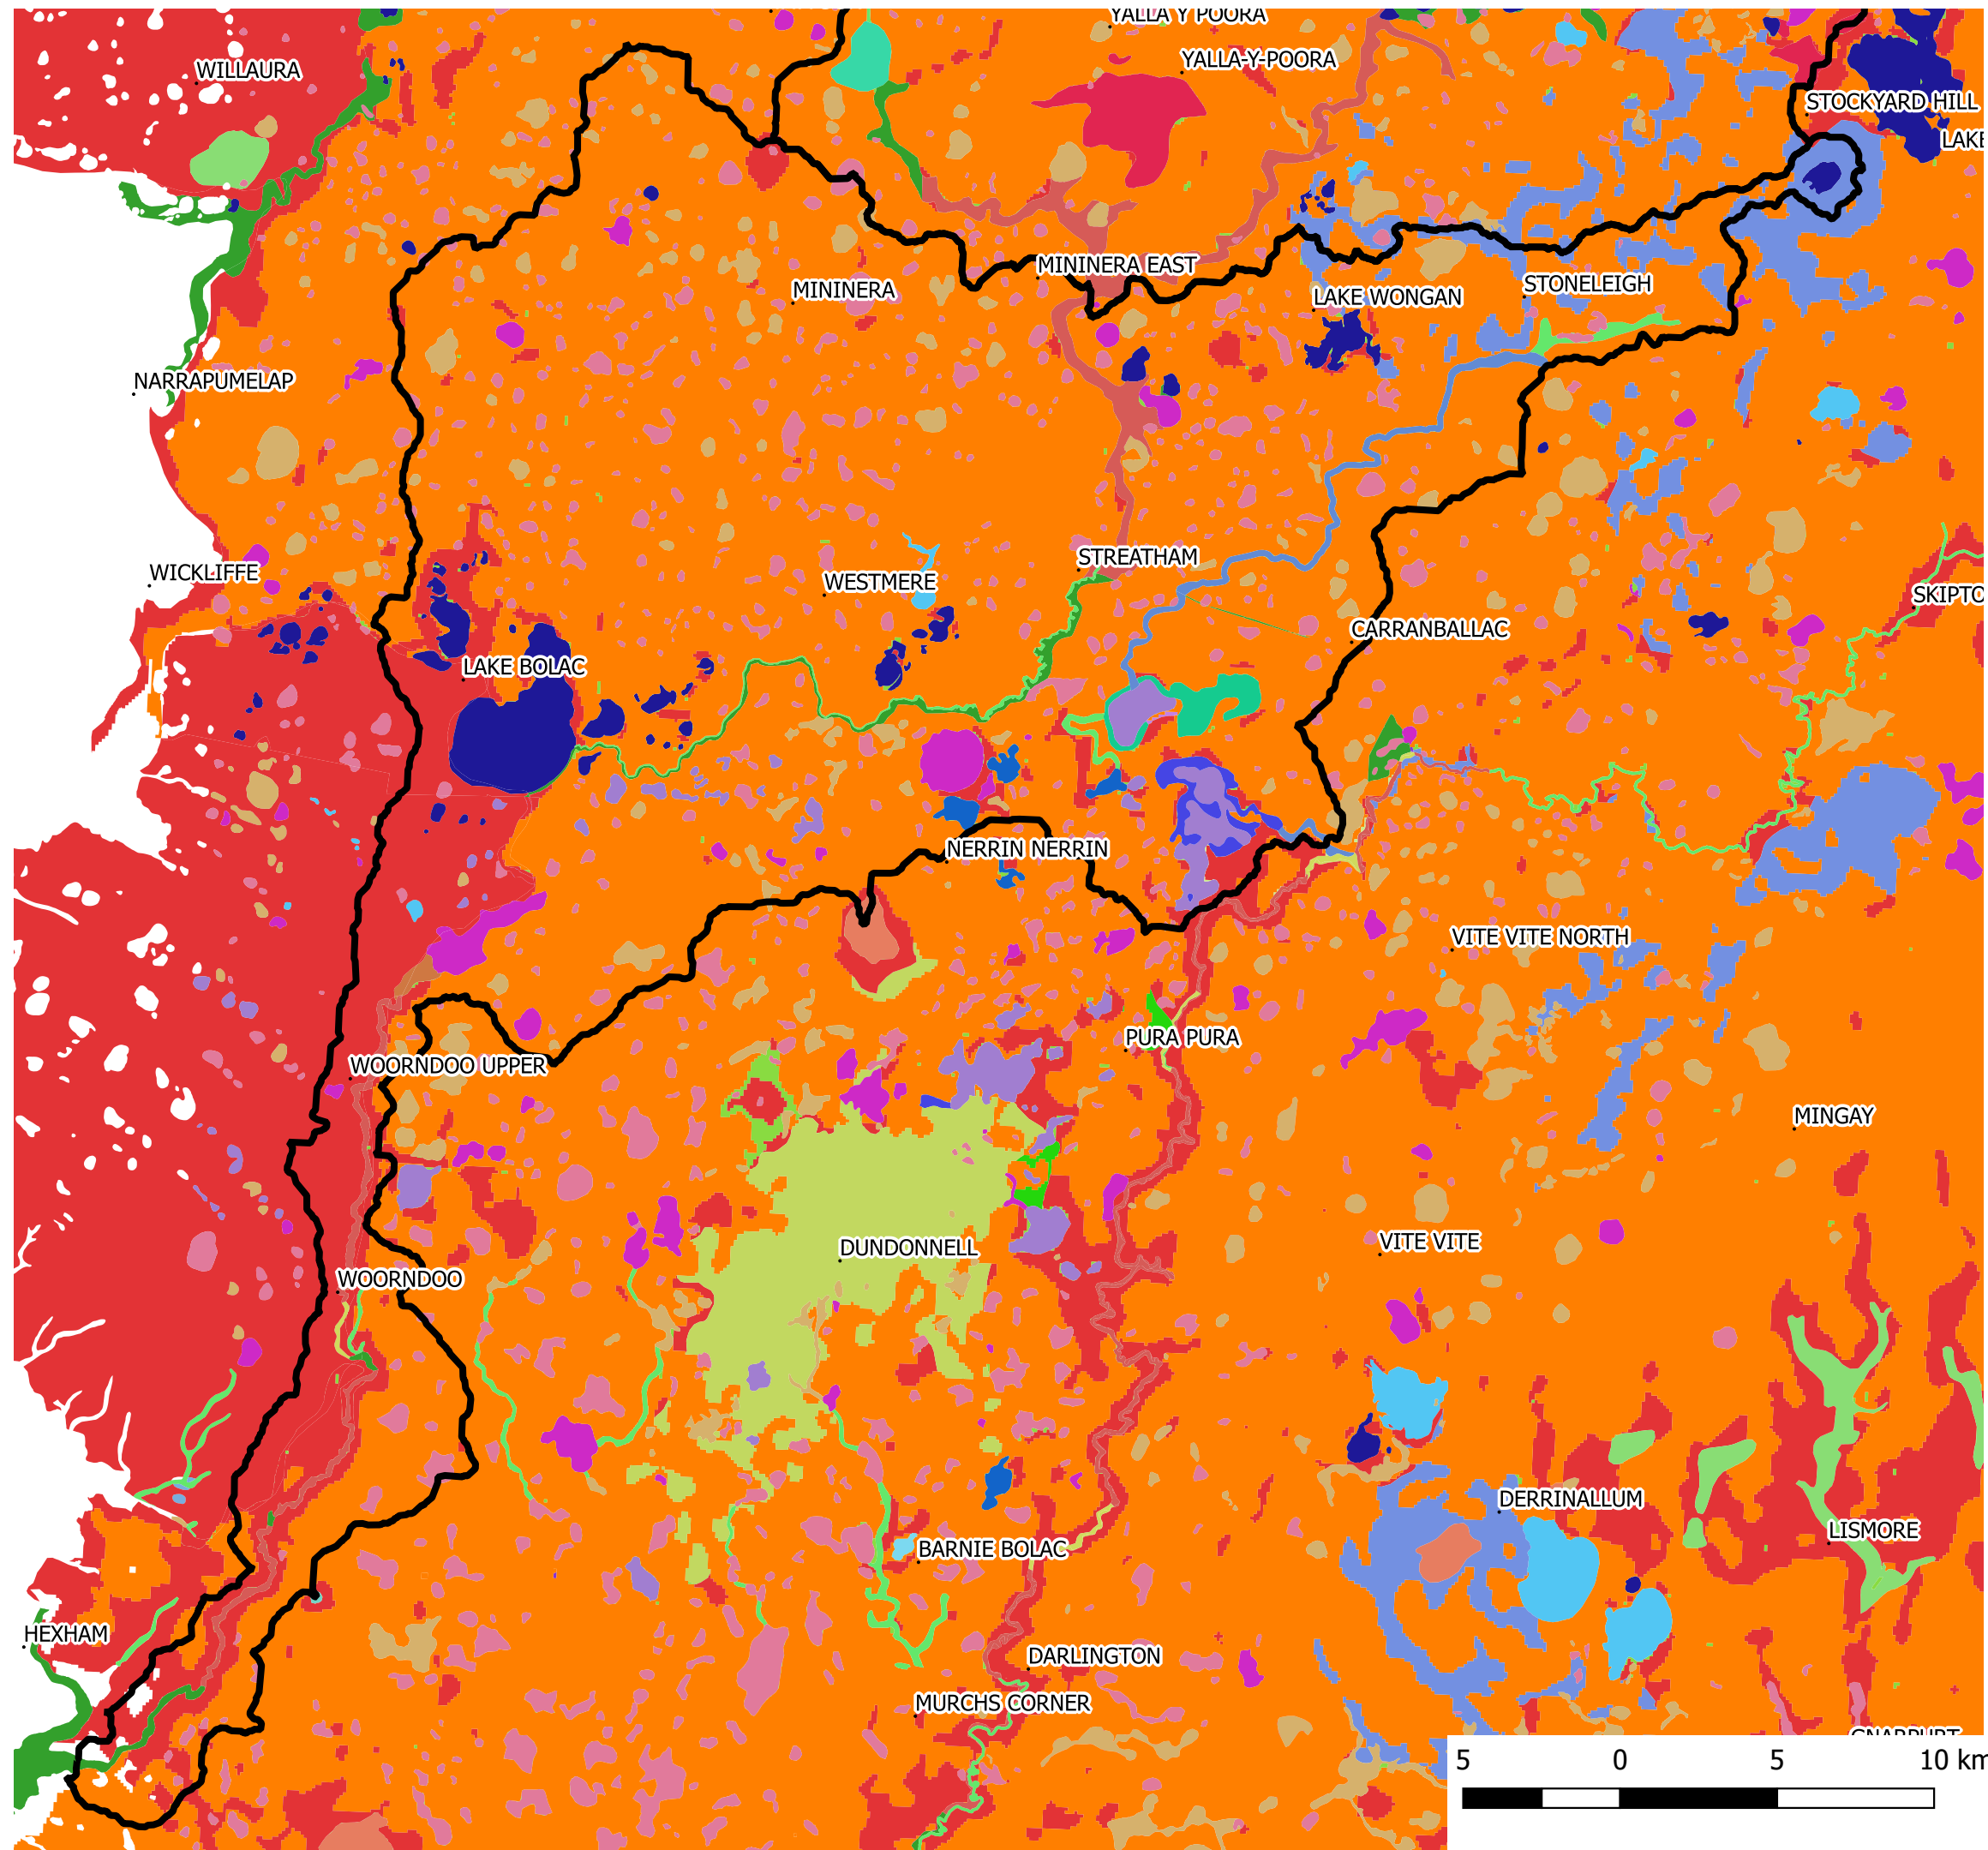 YALLA Y POORA
YALLA-Y-POORA
WILLAURA
STOCKYARD HILL
LAKE
MININERA EAST
MININERA
STONELEIGH
LAKE WONGAN
NARRAPUMELAP
STREATHAM
WICKLIFFE
WESTMERE
SKIPTO
CARRANBALLAC
LAKE BOLAC
NERRIN NERRIN
VITE VITE NORTH
PURA PURA
WOORNDOO UPPER
MINGAY
VITE VITE
DUNDONNELL
WOORNDOO
DERRINALLUM
LISMORE
BARNIE BOLAC
HEXHAM
DARLINGTON
MURCHS CORNER
5 0 5 10 km